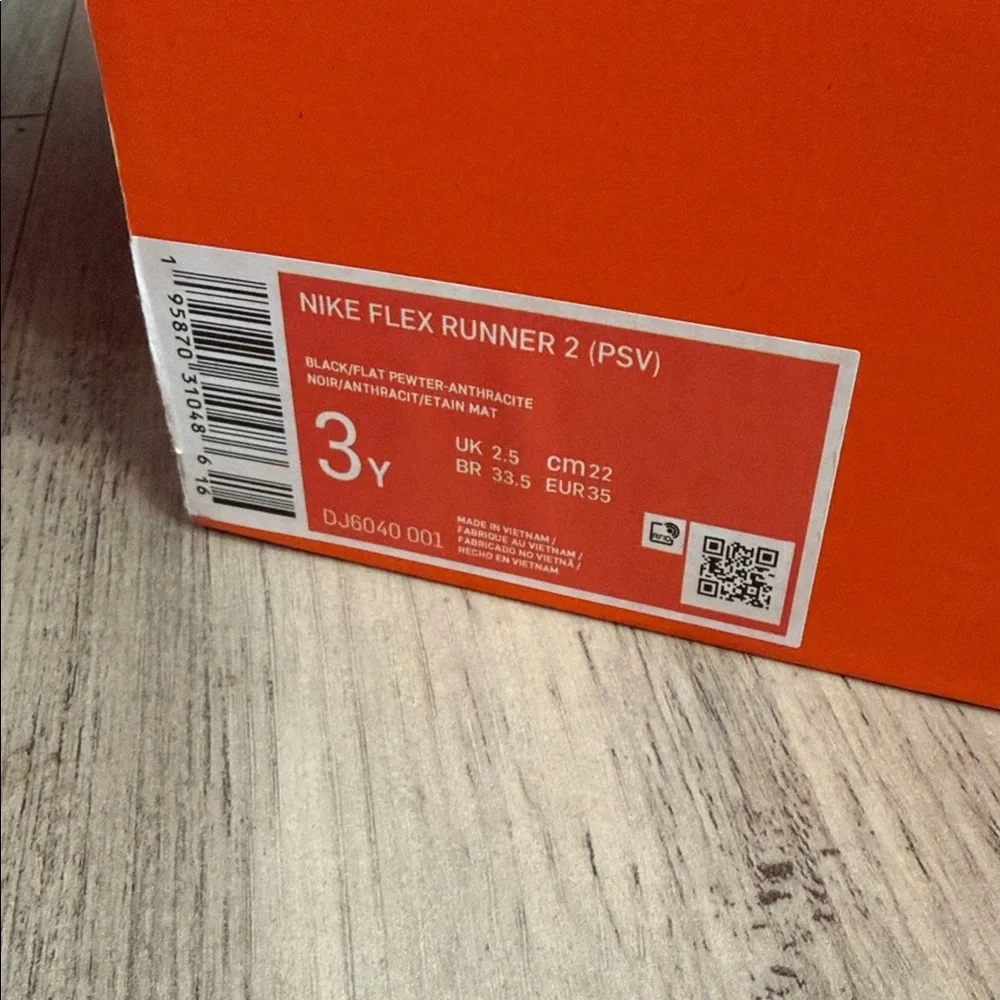 NIKE FLEX RUNNER 2 (PSV)
BLACK/FLAT PEWTER-ANTHRACITE
NOIR/ANTHRACIT/ETAIN MAT
3Y
UK 2.5 cm 22
BR 33.5 EUR 35
DJ6040 001
MADE IN VIETNAM /
FABRIQUE AU VIETNAM /
FABRICADO NO VIETNÃ /
HECHO EN VIETNAM
RFID
1 95870 31048 6 16